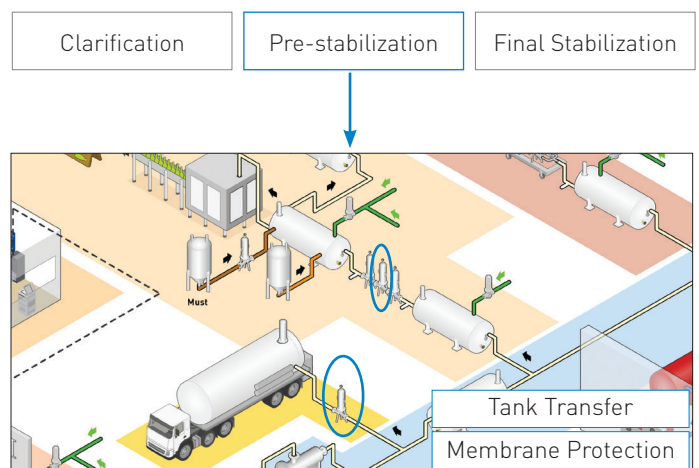 Clarification
Pre-stabilization
Final Stabilization
Must
Tank Transfer
Membrane Protection